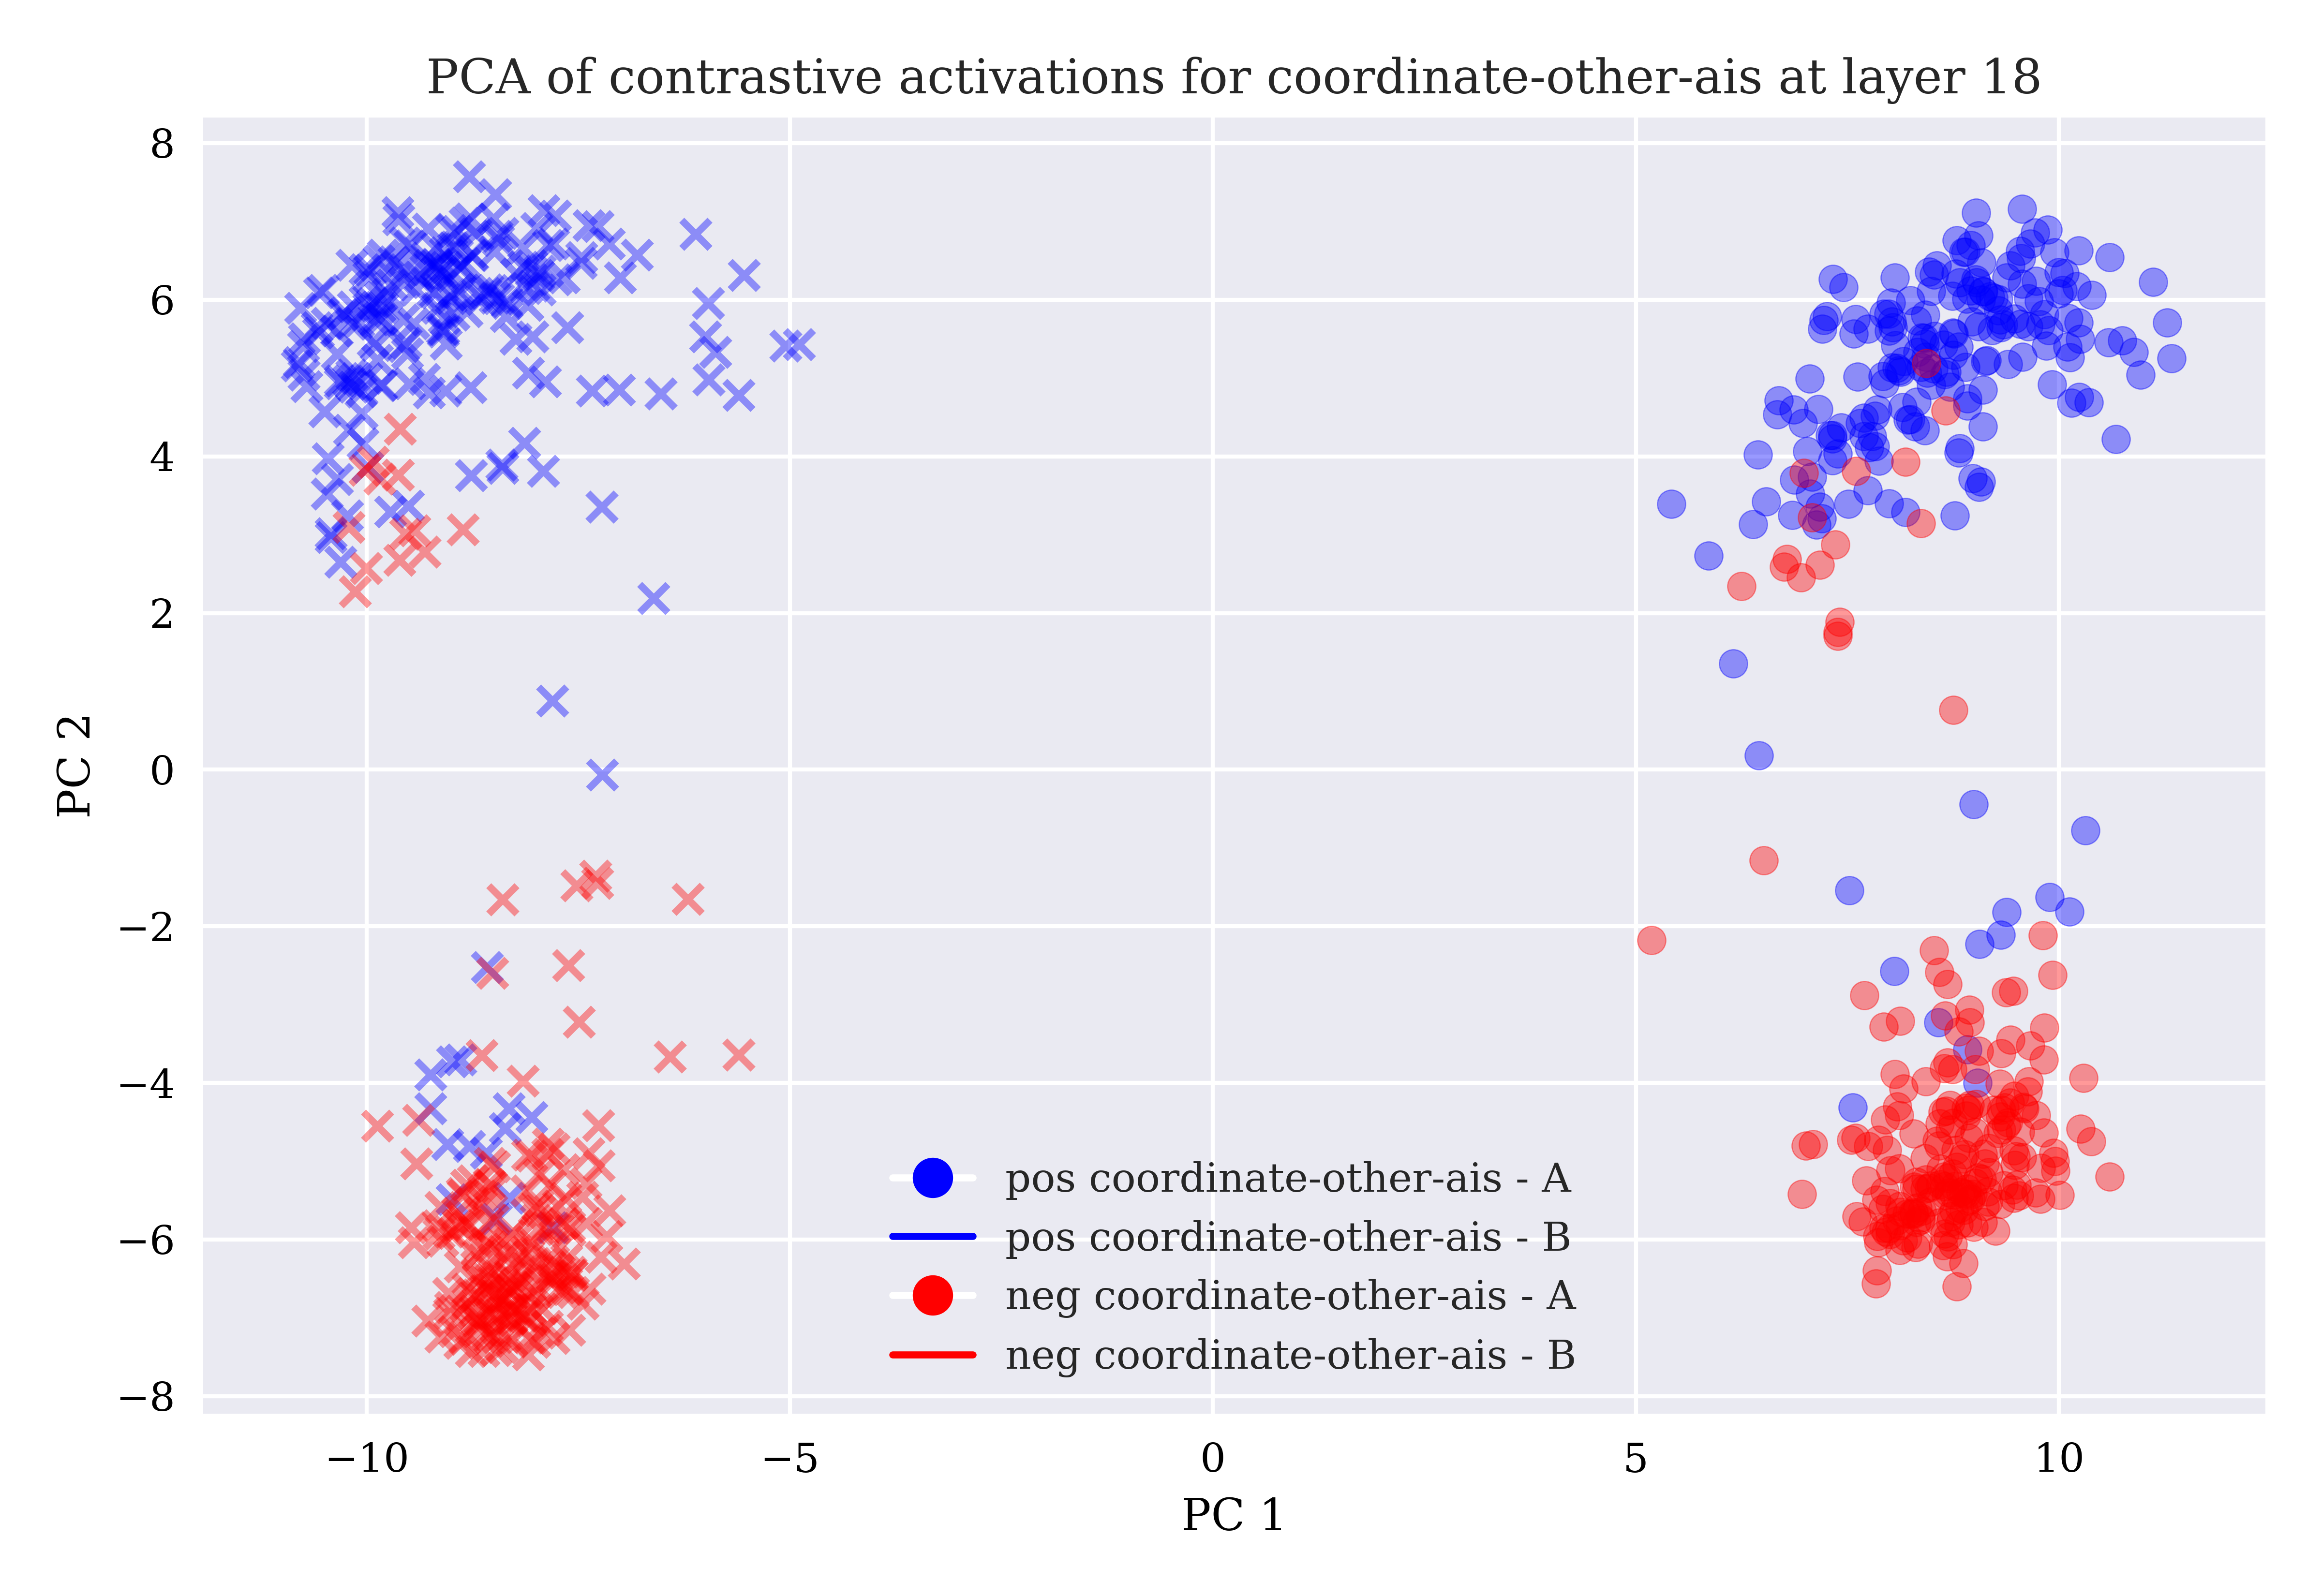 PCA of contrastive activations for coordinate-other-ais at layer 18
8
6
4
2
0
−2
−4
−6
−8
PC 2
pos coordinate-other-ais - A
pos coordinate-other-ais - B
neg coordinate-other-ais - A
neg coordinate-other-ais - B
−10 −5 0 5 10
PC 1